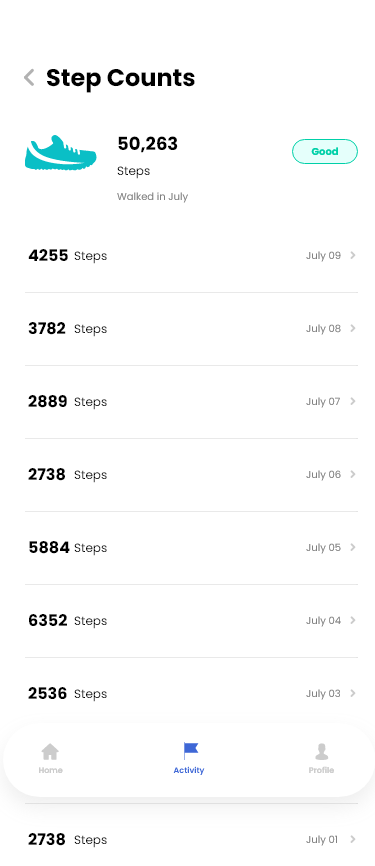 Step Counts
50,263
Steps
Good
Walked in July
4255 Steps July 09
3782 Steps July 08
2889 Steps July 07
2738 Steps July 06
5884 Steps July 05
6352 Steps July 04
2536 Steps July 03
Home Activity Profile
2738 Steps July 01